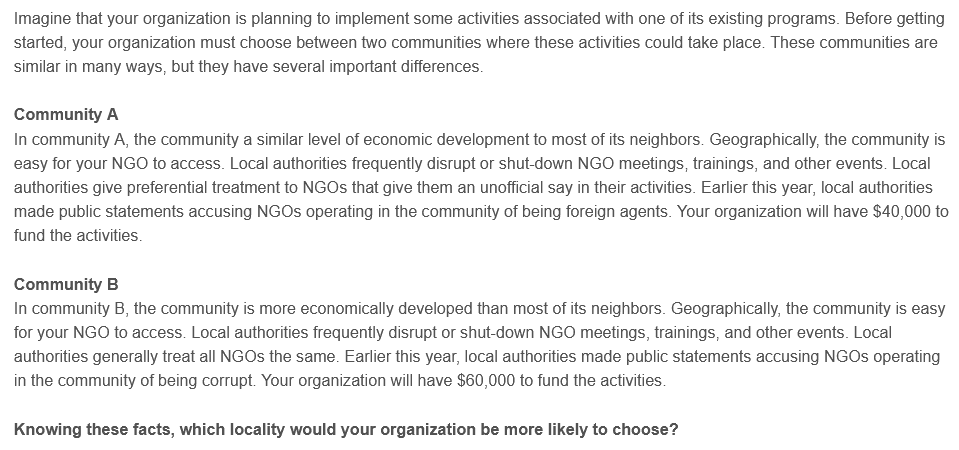 Imagine that your organization is planning to implement some activities associated with one of its existing programs. Before getting
started, your organization must choose between two communities where these activities could take place. These communities are
similar in many ways, but they have several important differences.
Community A
In community A, the community a similar level of economic development to most of its neighbors. Geographically, the community is
easy for your NGO to access. Local authorities frequently disrupt or shut-down NGO meetings, trainings, and other events. Local
authorities give preferential treatment to NGOs that give them an unofficial say in their activities. Earlier this year, local authorities
made public statements accusing NGOs operating in the community of being foreign agents. Your organization will have $40,000 to
fund the activities.
Community B
In community B, the community is more economically developed than most of its neighbors. Geographically, the community is easy
for your NGO to access. Local authorities frequently disrupt or shut-down NGO meetings, trainings, and other events. Local
authorities generally treat all NGOs the same. Earlier this year, local authorities made public statements accusing NGOs operating
in the community of being corrupt. Your organization will have $60,000 to fund the activities.
Knowing these facts, which locality would your organization be more likely to choose?